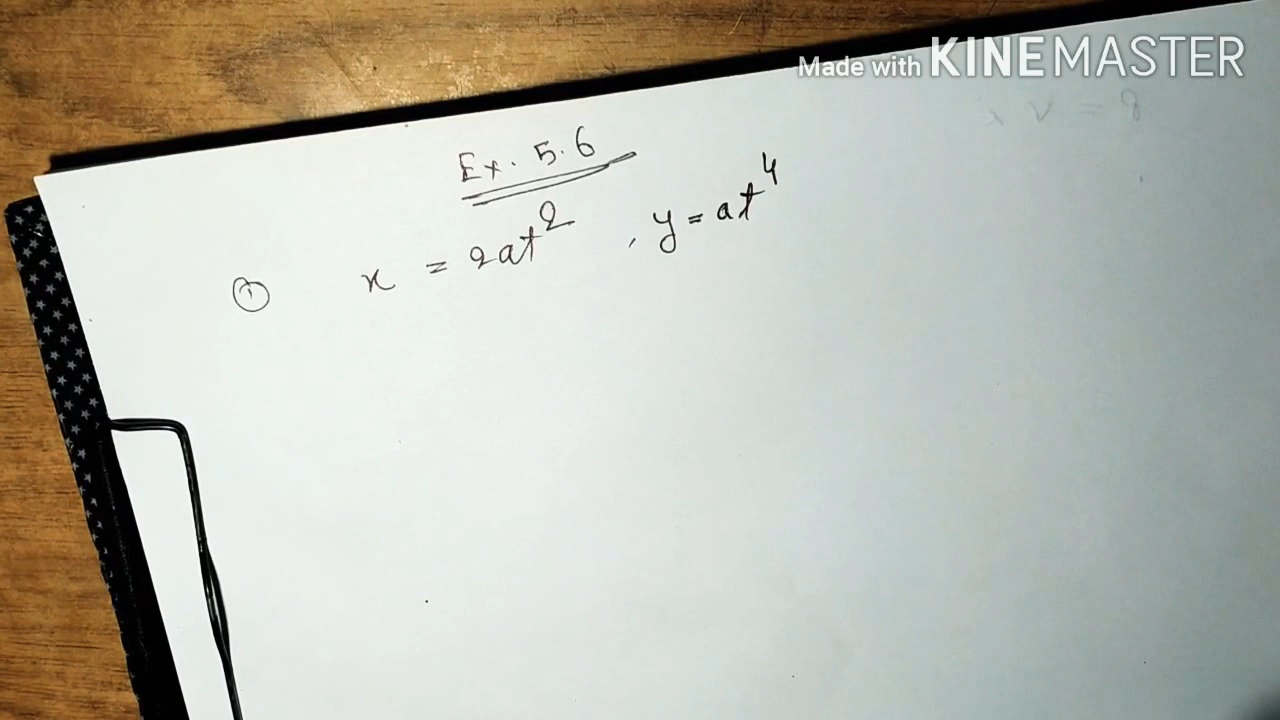 Made with KINEMASTER
Ex. 5.6
① x = 2at² , y = at⁴